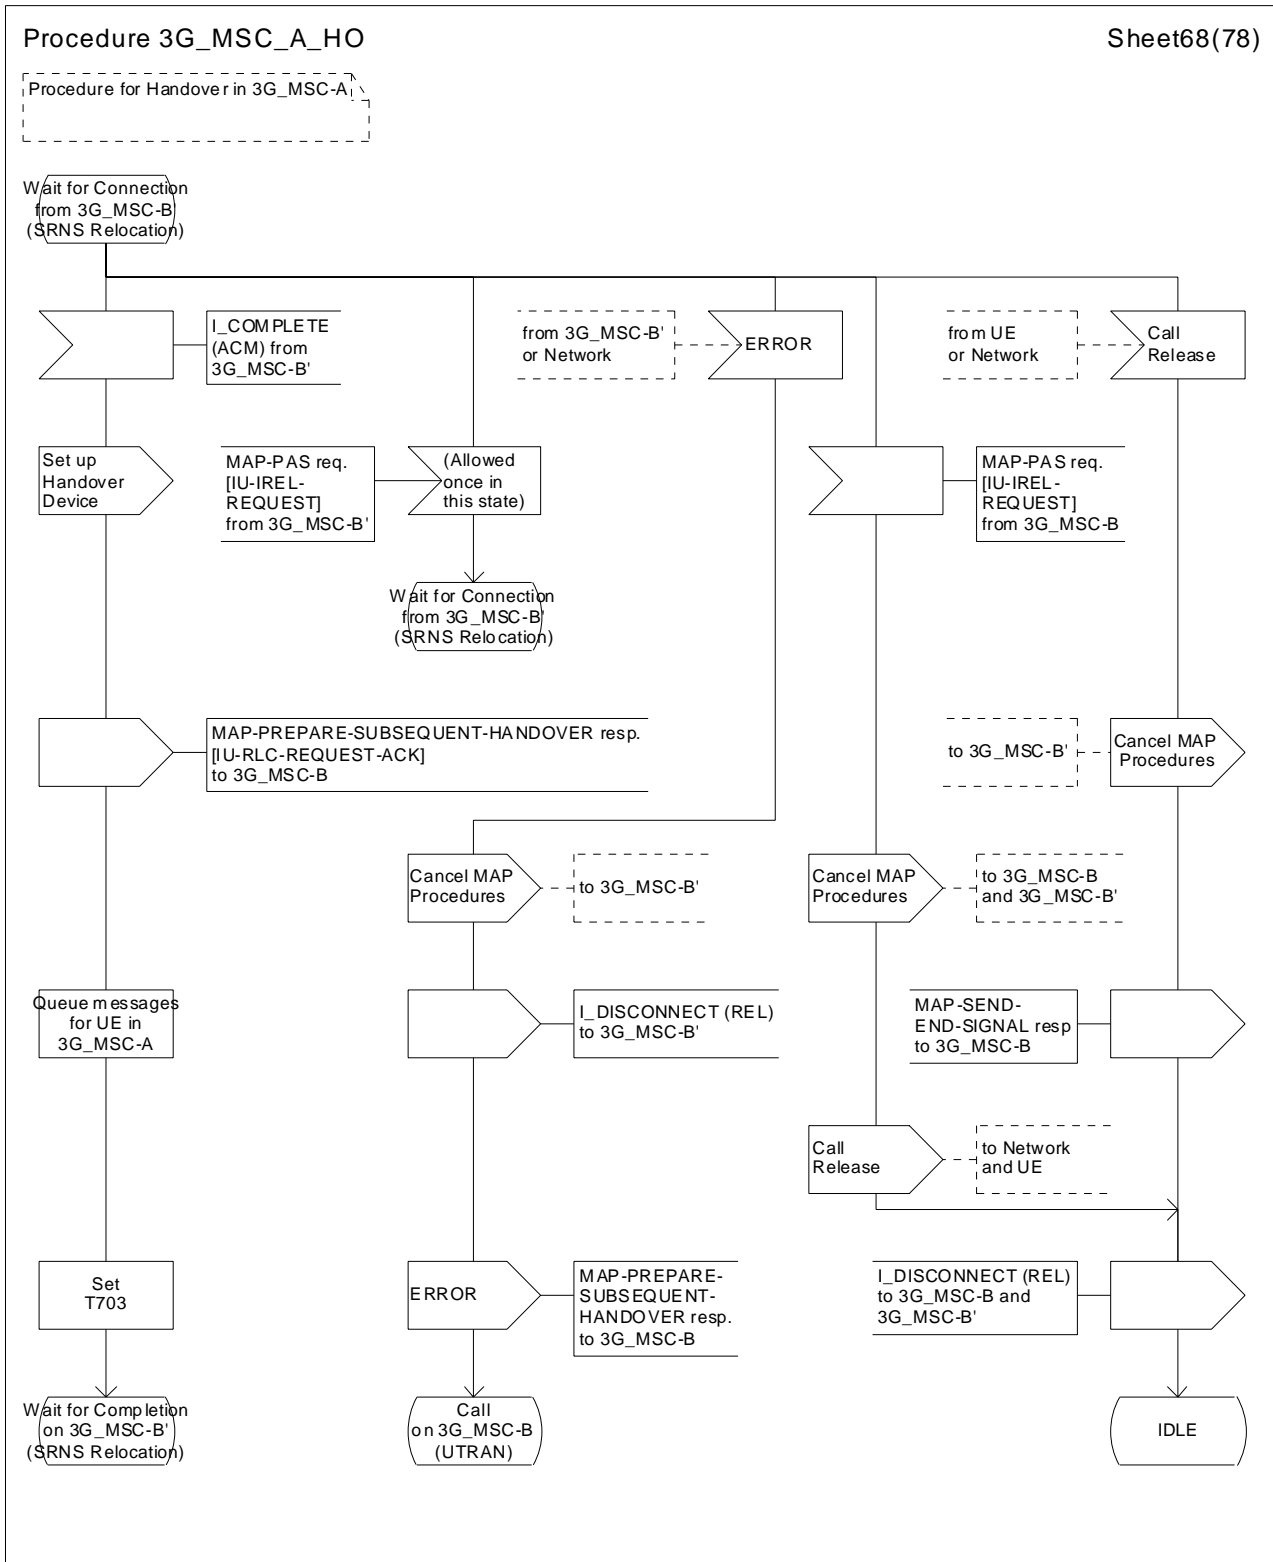 Procedure 3G_MSC_A_HO
Sheet68(78)
Procedure for Handover in 3G_MSC-A
Wait for Connection
from 3G_MSC-B'
(SRNS Relocation)
I_COMPLETE
(ACM) from
3G_MSC-B'
from 3G_MSC-B'
or Network
ERROR
from UE
or Network
Call
Release
Set up
Handover
Device
MAP-PAS req.
[IU-IREL-
REQUEST]
from 3G_MSC-B'
(Allowed
once in
this state)
MAP-PAS req.
[IU-IREL-
REQUEST]
from 3G_MSC-B
Wait for Connection
from 3G_MSC-B'
(SRNS Relocation)
MAP-PREPARE-SUBSEQUENT-HANDOVER resp.
[IU-RLC-REQUEST-ACK]
to 3G_MSC-B
to 3G_MSC-B'
Cancel MAP
Procedures
Cancel MAP
Procedures
to 3G_MSC-B'
Cancel MAP
Procedures
to 3G_MSC-B
and 3G_MSC-B'
Queue messages
for UE in
3G_MSC-A
I_DISCONNECT (REL)
to 3G_MSC-B'
MAP-SEND-
END-SIGNAL resp
to 3G_MSC-B
Call
Release
to Network
and UE
Set
T703
ERROR
MAP-PREPARE-
SUBSEQUENT-
HANDOVER resp.
to 3G_MSC-B
I_DISCONNECT (REL)
to 3G_MSC-B and
3G_MSC-B'
Wait for Completion
on 3G_MSC-B'
(SRNS Relocation)
Call
on 3G_MSC-B
(UTRAN)
IDLE